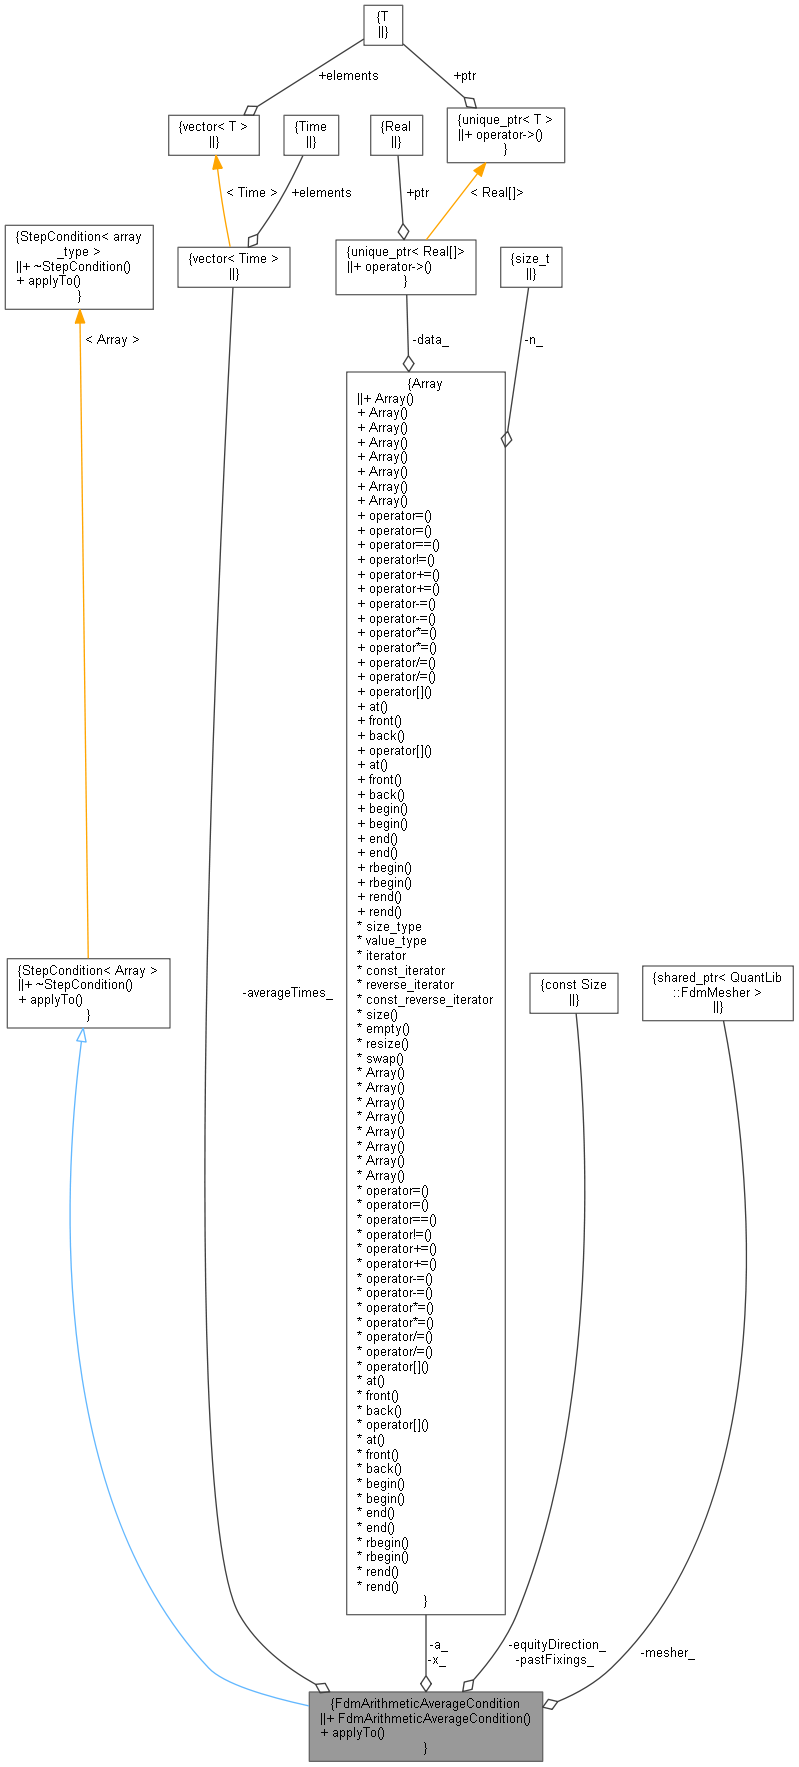 {T
||}
+elements
+ptr
{vector< T >
||}
{Time
||}
{Real
||}
{unique_ptr< T >
||+ operator->()
}
< Time >
+elements
+ptr
< Real[]>
{StepCondition< array
_type >
||+ ~StepCondition()
+ applyTo()
}
{vector< Time >
||}
{unique_ptr< Real[]>
||+ operator->()
}
{size_t
||}
< Array >
-data_
-n_
{Array
||+ Array()
+ Array()
+ Array()
+ Array()
+ Array()
+ Array()
+ Array()
+ Array()
+ operator=()
+ operator=()
+ operator==()
+ operator!=()
+ operator+=()
+ operator+=()
+ operator-=()
+ operator-=()
+ operator*=()
+ operator*=()
+ operator/=()
+ operator/=()
+ operator[]()
+ at()
+ front()
+ back()
+ operator[]()
+ at()
+ front()
+ back()
+ begin()
+ begin()
+ end()
+ end()
+ rbegin()
+ rbegin()
+ rend()
+ rend()
* size_type
* value_type
* iterator
* const_iterator
* reverse_iterator
* const_reverse_iterator
* size()
* empty()
* resize()
* swap()
* Array()
* Array()
* Array()
* Array()
* Array()
* Array()
* Array()
* Array()
* operator=()
* operator=()
* operator==()
* operator!=()
* operator+=()
* operator+=()
* operator-=()
* operator-=()
* operator*=()
* operator*=()
* operator/=()
* operator/=()
* operator[]()
* at()
* front()
* back()
* operator[]()
* at()
* front()
* back()
* begin()
* begin()
* end()
* end()
* rbegin()
* rbegin()
* rend()
* rend()
}
{StepCondition< Array >
||+ ~StepCondition()
+ applyTo()
}
-averageTimes_
{const Size
||}
{shared_ptr< QuantLib
::FdmMesher >
||}
-a_
-x_
-equityDirection_
-pastFixings_
-mesher_
{FdmArithmeticAverageCondition
||+ FdmArithmeticAverageCondition()
+ applyTo()
}